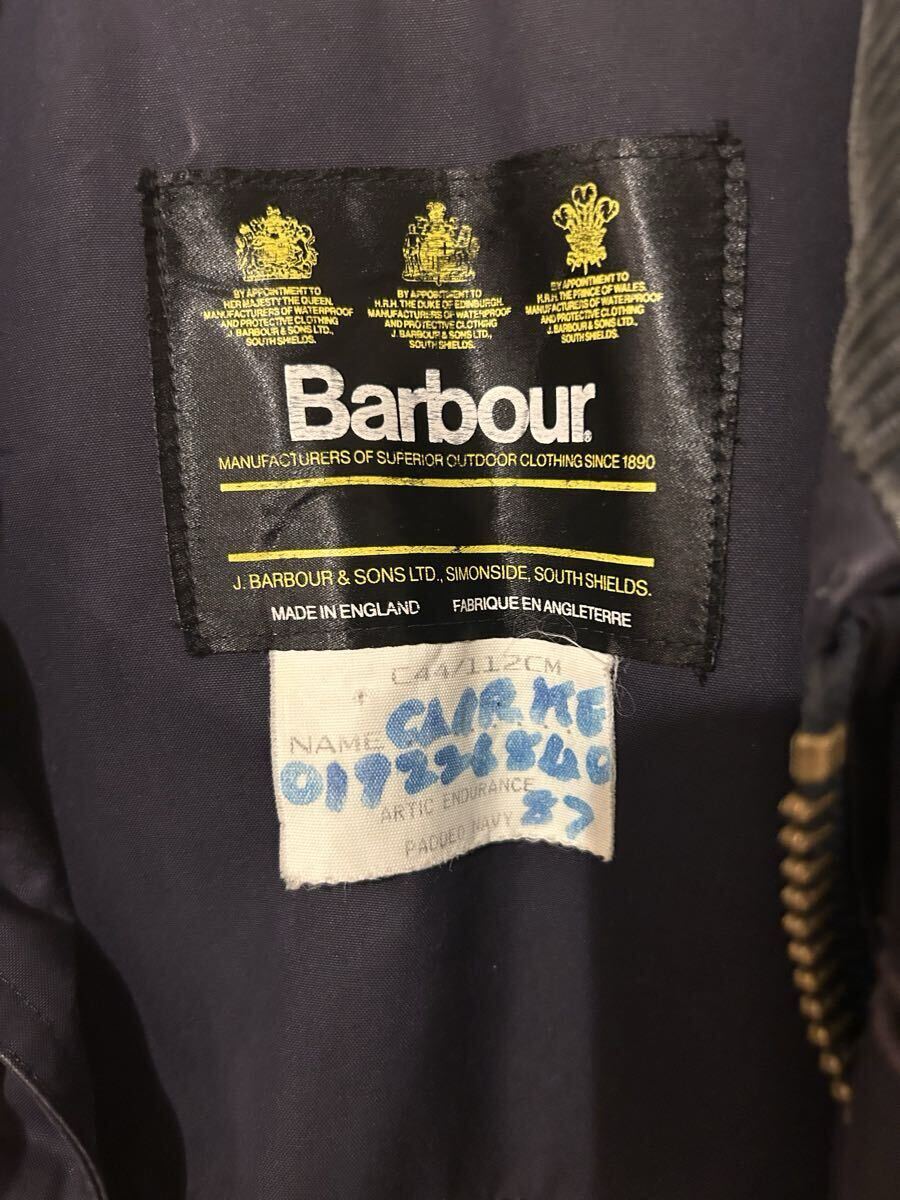 BY APPOINTMENT TO
HER MAJESTY THE QUEEN.
MANUFACTURERS OF WATERPROOF
AND PROTECTIVE CLOTHING
J. BARBOUR & SONS LTD.,
SOUTH SHIELDS.
BY APPOINTMENT TO
H.R.H. THE DUKE OF EDINBURGH.
MANUFACTURERS OF WATERPROOF
AND PROTECTIVE CLOTHING
J. BARBOUR & SONS LTD.,
SOUTH SHIELDS.
BY APPOINTMENT TO
H.R.H. THE PRINCE OF WALES.
MANUFACTURERS OF WATERPROOF
AND PROTECTIVE CLOTHING
J. BARBOUR & SONS LTD.,
SOUTH SHIELDS.
Barbour.
MANUFACTURERS OF SUPERIOR OUTDOOR CLOTHING SINCE 1890
J. BARBOUR & SONS LTD., SIMONSIDE, SOUTH SHIELDS.
MADE IN ENGLAND FABRIQUE EN ANGLETERRE
C44/112CM
NAME
ARTIC ENDURANCE
PADDED NAVY 87